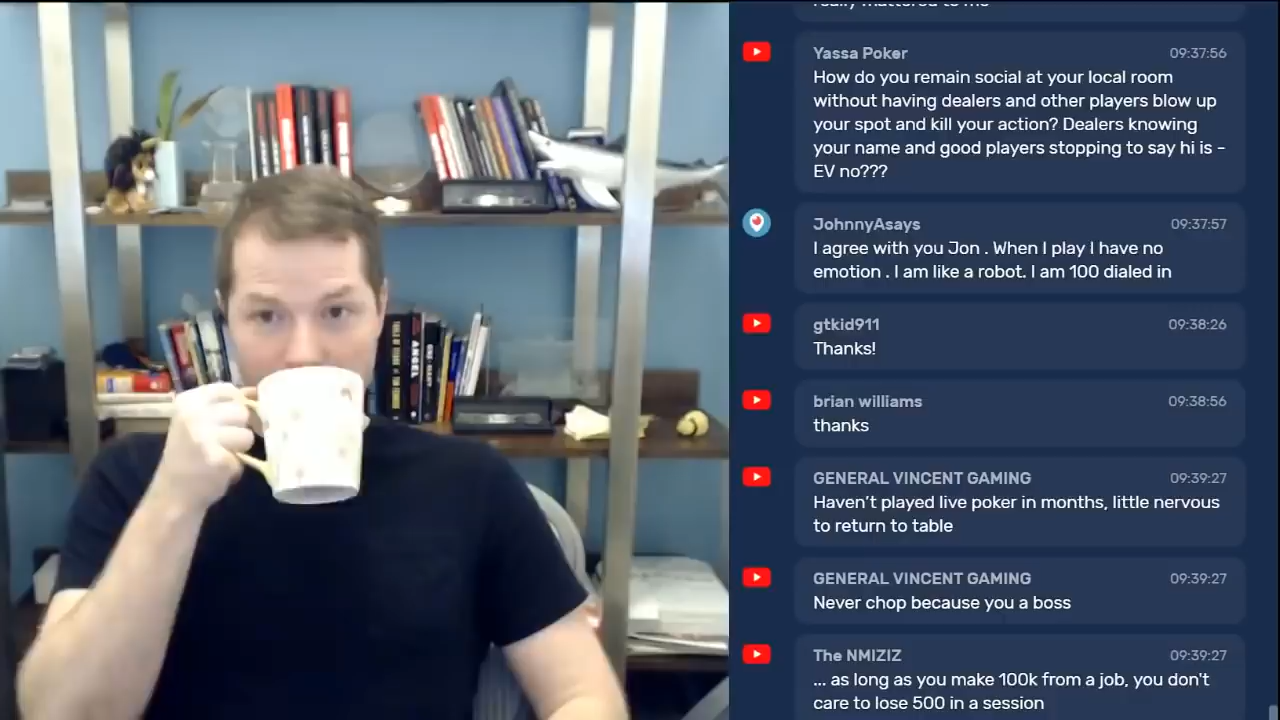 Yassa Poker 09:37:56
How do you remain social at your local room
without having dealers and other players blow up
your spot and kill your action? Dealers knowing
your name and good players stopping to say hi is -
EV no???
JohnnyAsays 09:37:57
I agree with you Jon . When I play I have no
emotion . I am like a robot. I am 100 dialed in
gtkid911 09:38:26
Thanks!
brian williams 09:38:56
thanks
GENERAL VINCENT GAMING 09:39:27
Haven't played live poker in months, little nervous
to return to table
GENERAL VINCENT GAMING 09:39:27
Never chop because you a boss
The NMIZIZ 09:39:27
... as long as you make 100k from a job, you don't
care to lose 500 in a session
ANGEL